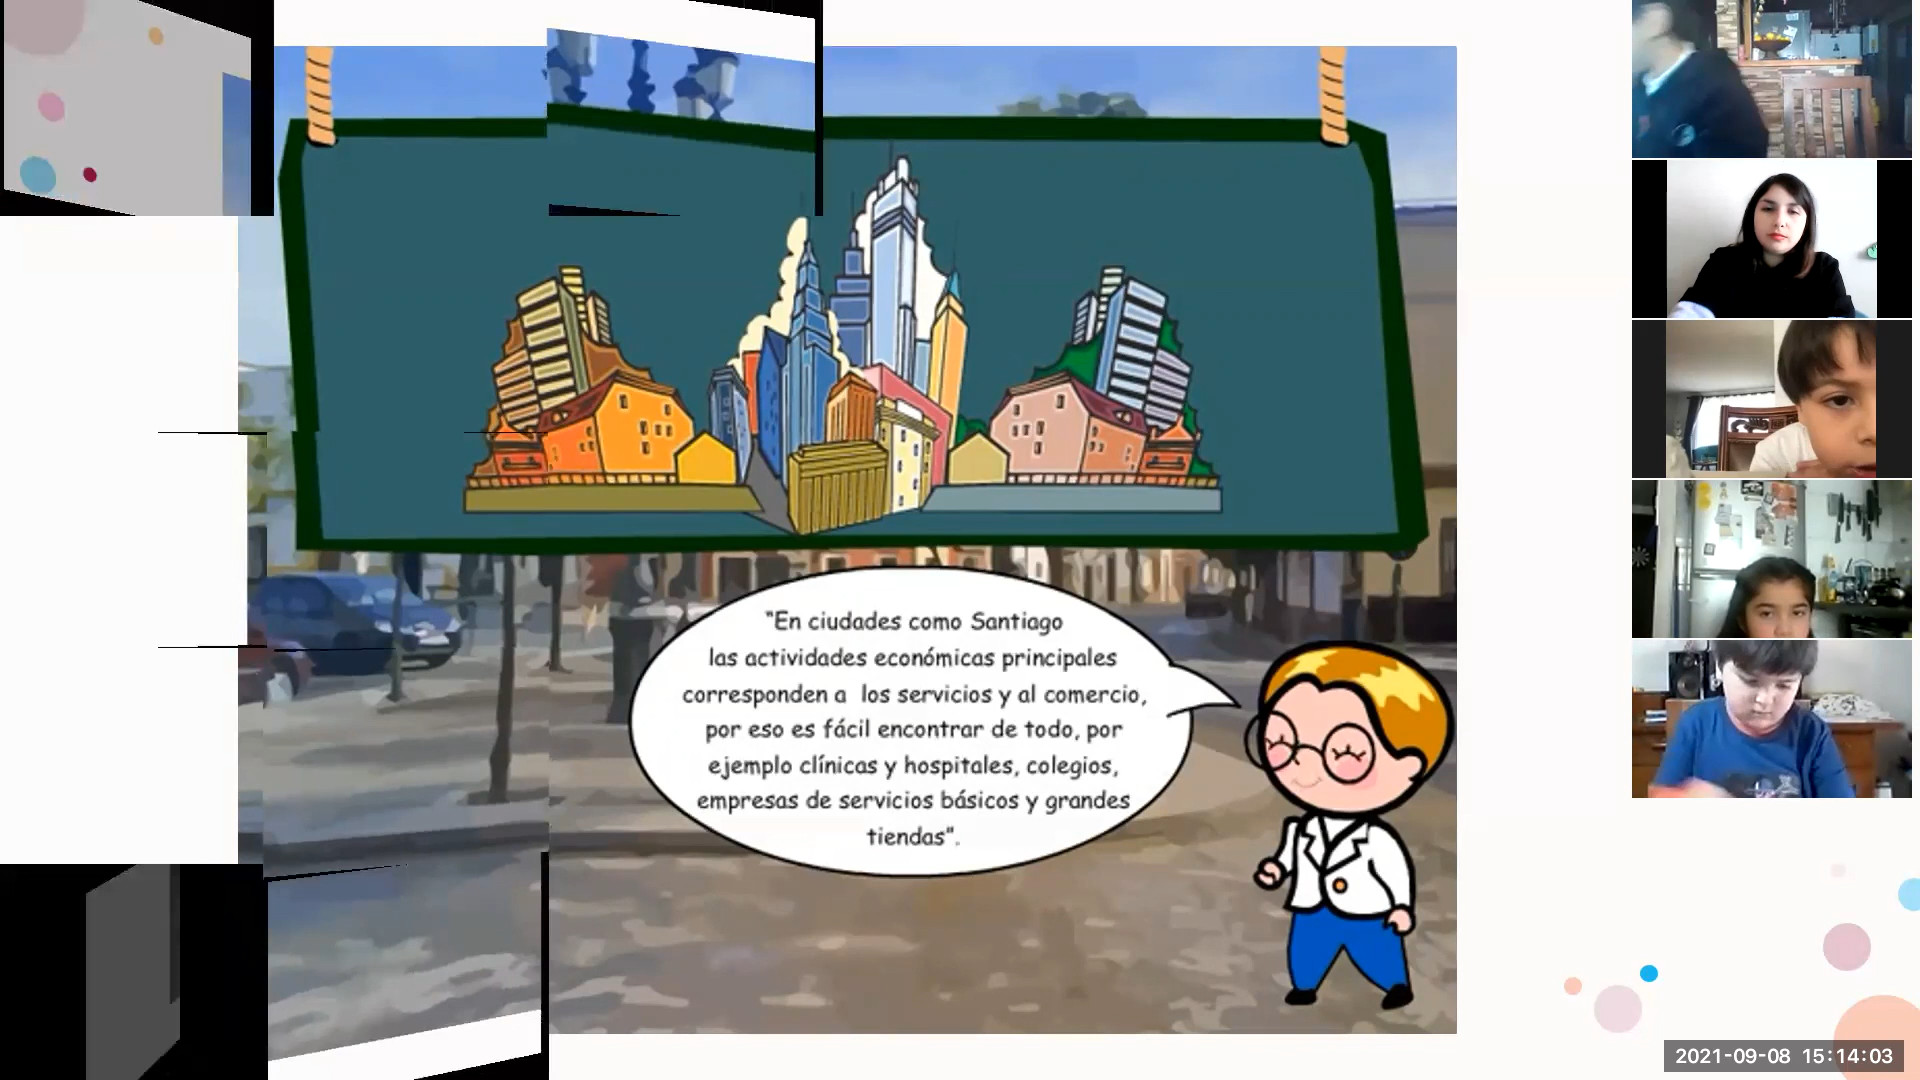 “En ciudades como Santiago
las actividades económicas principales
corresponden a los servicios y al comercio,
por eso es fácil encontrar de todo, por
ejemplo clínicas y hospitales, colegios,
empresas de servicios básicos y grandes
tiendas”.
2021-09-08 15:14:03